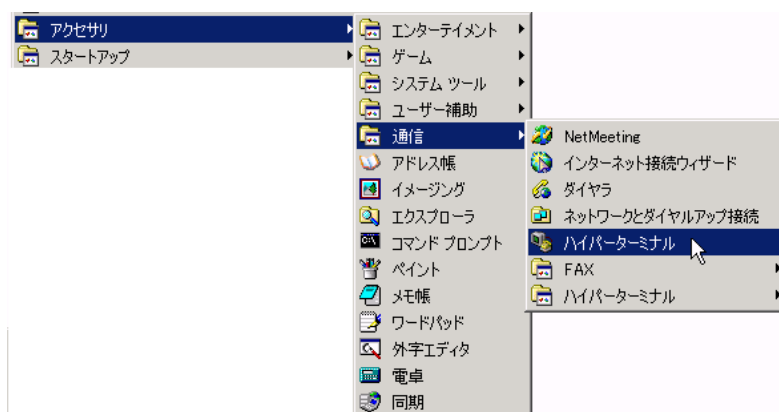 アクセサリ
スタートアップ
エンターテイメント
ゲーム
システム ツール
ユーザー補助
通信
アドレス帳
イメージング
エクスプローラ
コマンド プロンプト
ペイント
メモ帳
ワードパッド
外字エディタ
電卓
同期
NetMeeting
インターネット接続ウィザード
ダイヤラ
ネットワークとダイヤルアップ接続
ハイパーターミナル
FAX
ハイパーターミナル